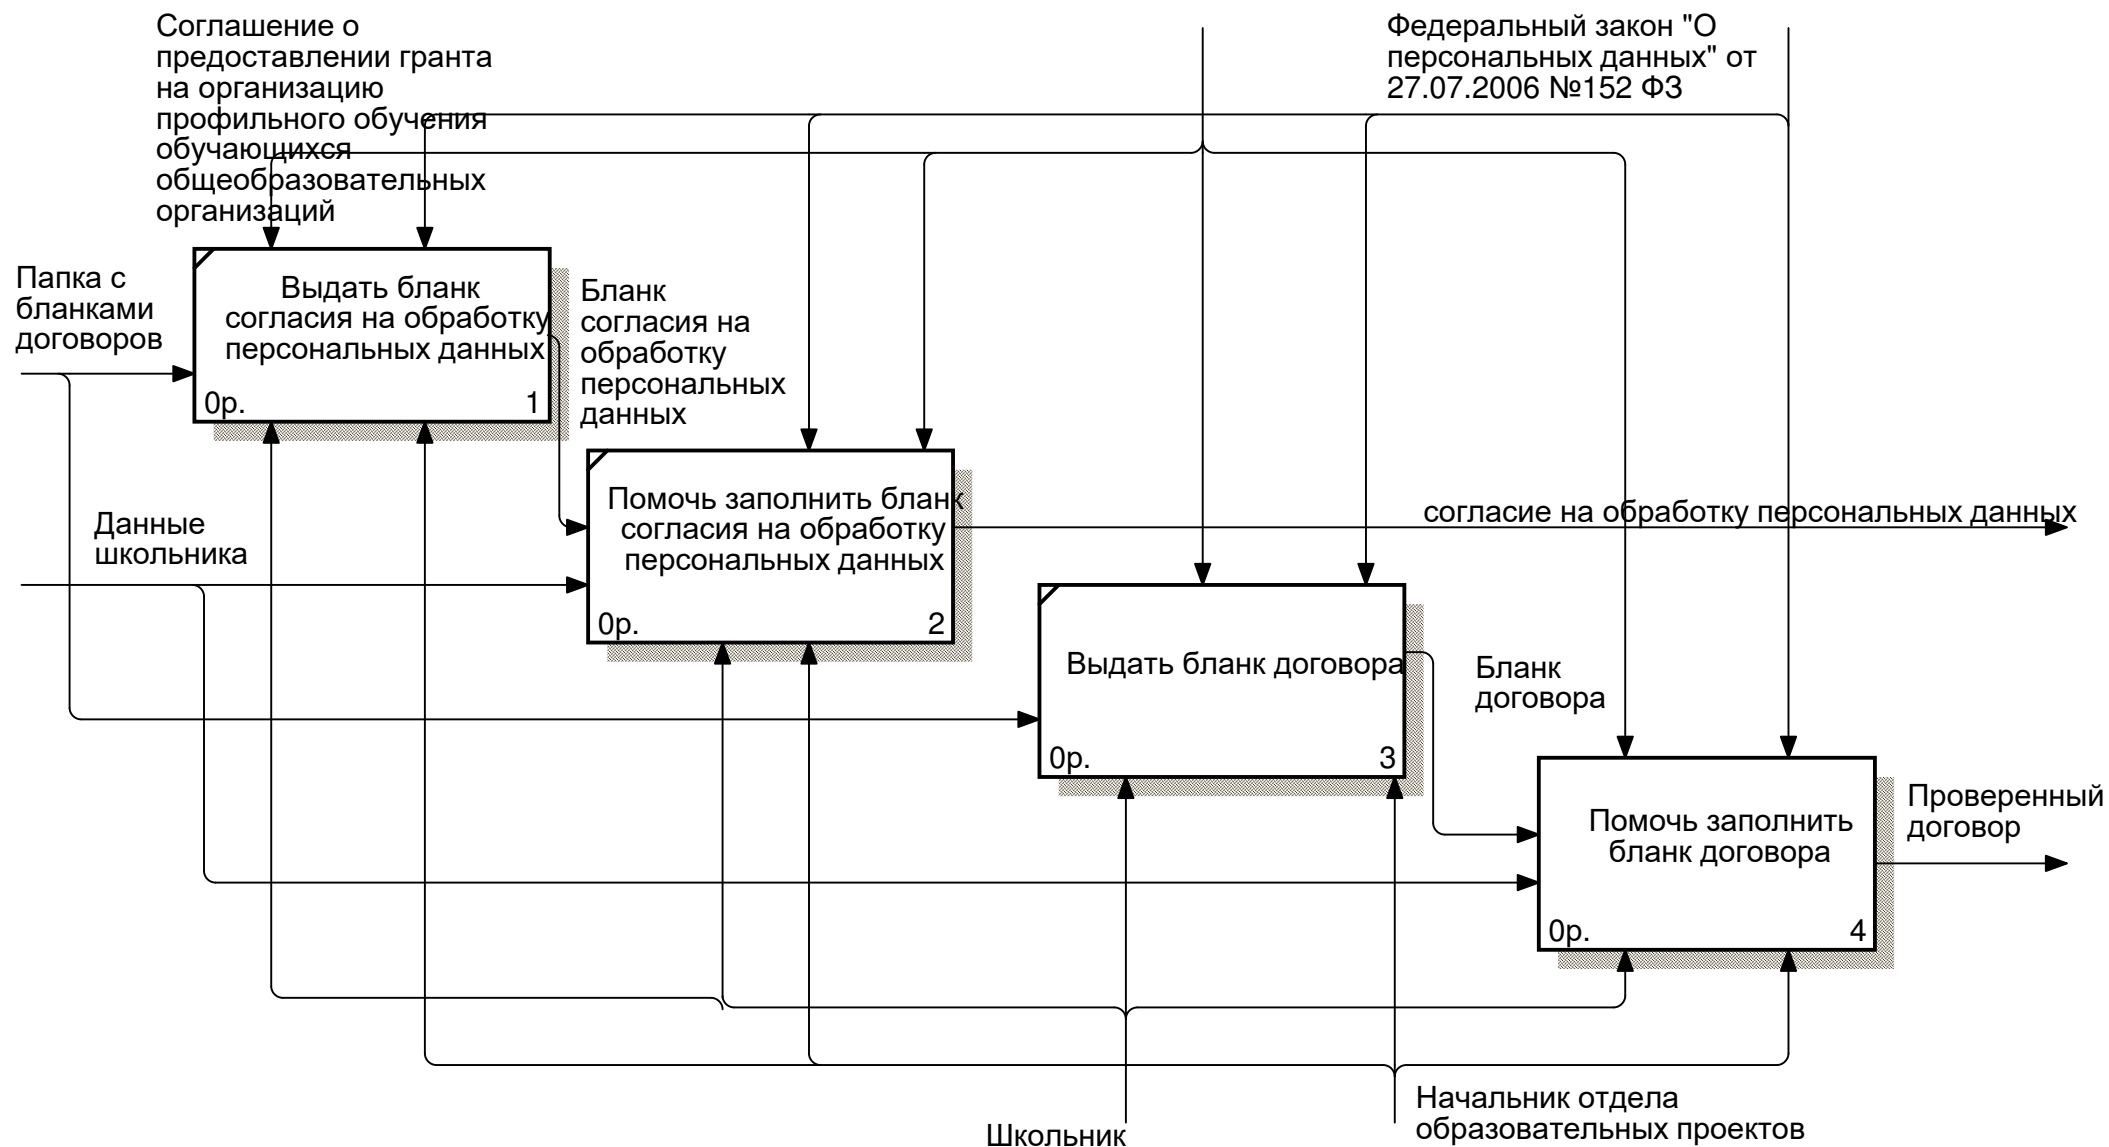 Соглашение о
предоставлении гранта
на организацию
профильного обучения
обучающихся
общеобразовательных
организаций
Федеральный закон "О
персональных данных" от
27.07.2006 №152 ФЗ
Папка с
бланками
договоров
Выдать бланк
согласия на обработку
персональных данных
0р.
1
Бланк
согласия на
обработку
персональных
данных
Данные
школьника
Помочь заполнить бланк
согласия на обработку
персональных данных
0р.
2
согласие на обработку персональных данных
Выдать бланк договора
0р.
3
Бланк
договора
Помочь заполнить
бланк договора
0р.
4
Проверенный
договор
Школьник
Начальник отдела
образовательных проектов